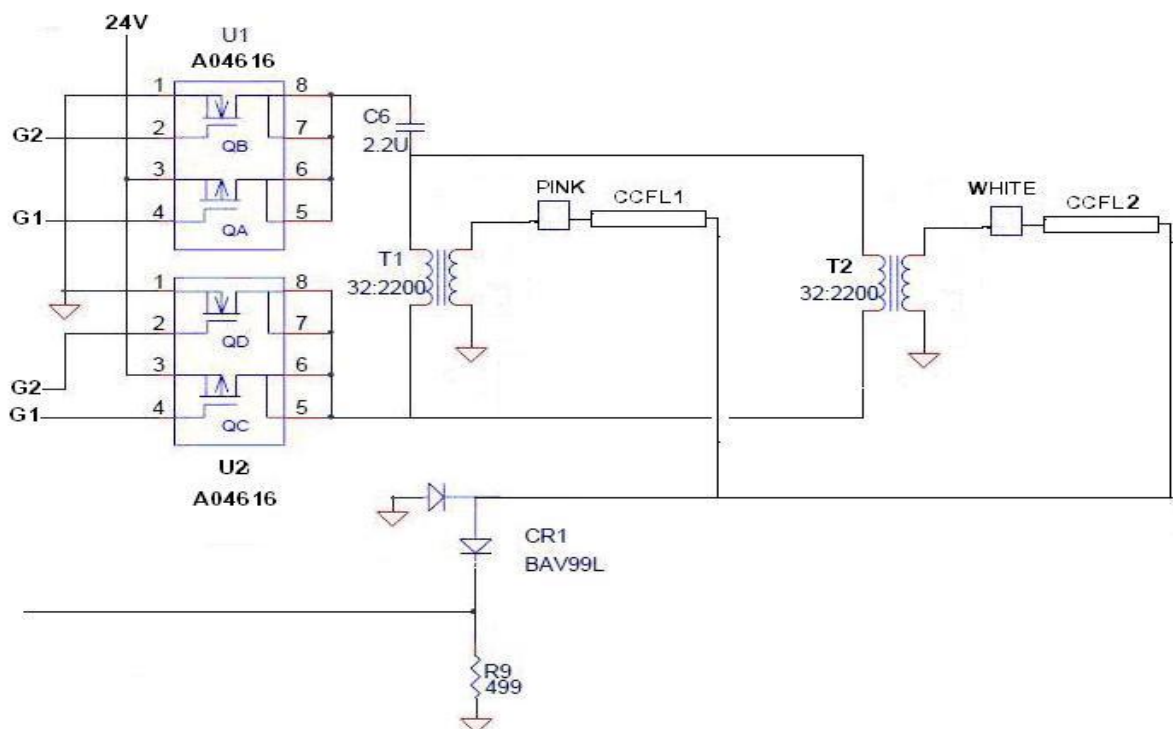 24V
U1
A04616
1
8
G2
2
7
QB
3
6
G1
4
5
QA
C6
2.2U
PINK
CCFL1
WHITE
CCFL2
T1
32:2200
T2
32:2200
1
8
2
7
QD
3
6
G2
G1
4
5
QC
U2
A04616
CR1
BAV99L
R9
499